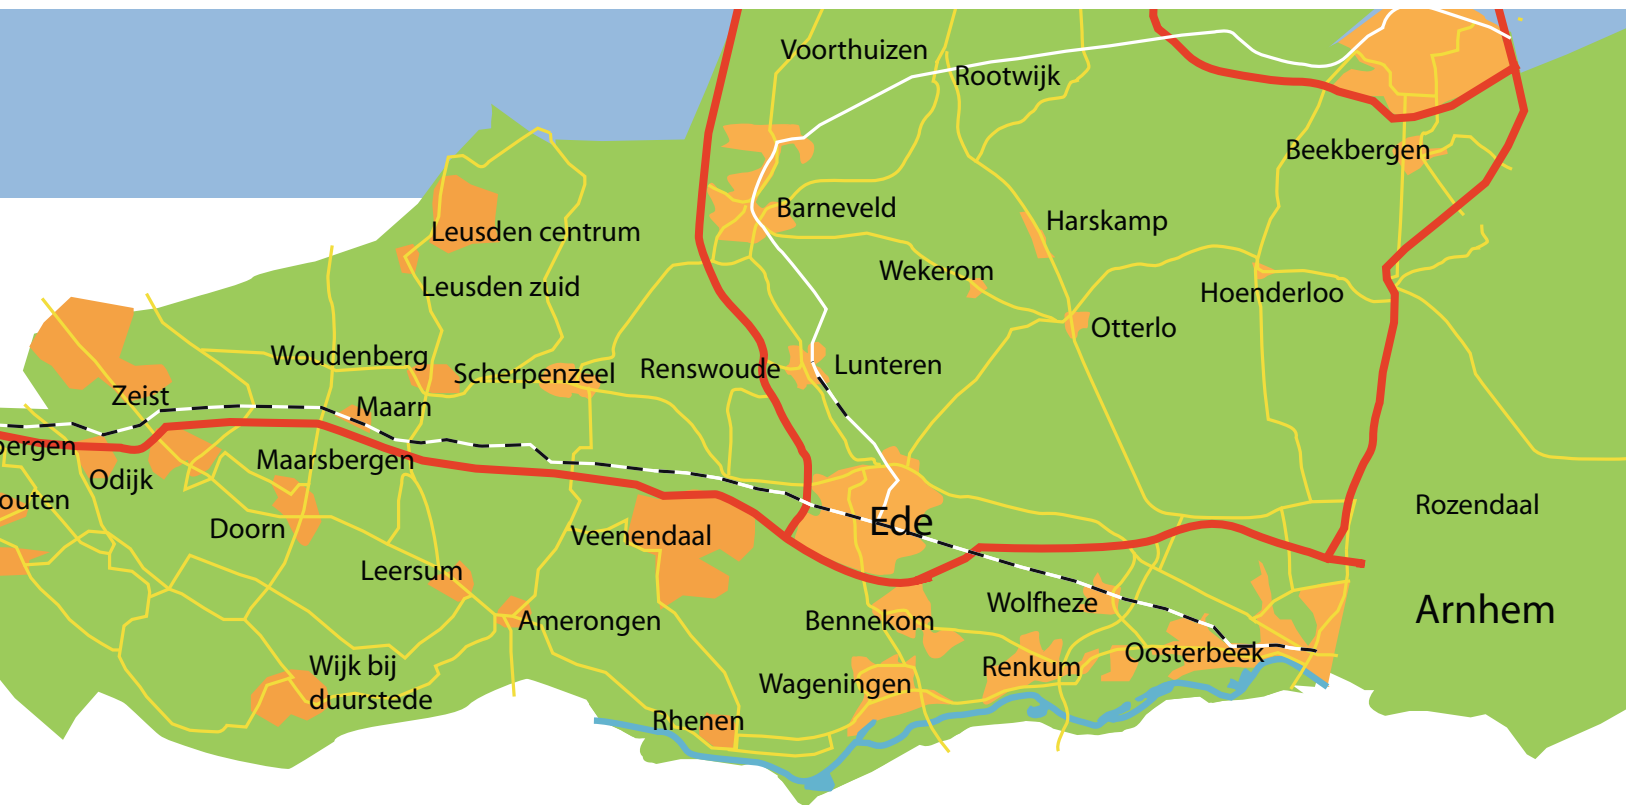 Voorthuizen
Rootwijk
Beekbergen
Barneveld
Harskamp
Leusden centrum
Wekerom
Leusden zuid
Hoenderloo
Otterlo
Woudenberg
Scherpenzeel
Renswoude
Lunteren
Zeist
Maarn
bergen
Maarsbergen
Odijk
outen
Rozendaal
Doorn
Ede
Veenendaal
Leersum
Wolfheze
Arnhem
Amerongen
Bennekom
Oosterbeek
Wijk bij
duurstede
Renkum
Wageningen
Rhenen